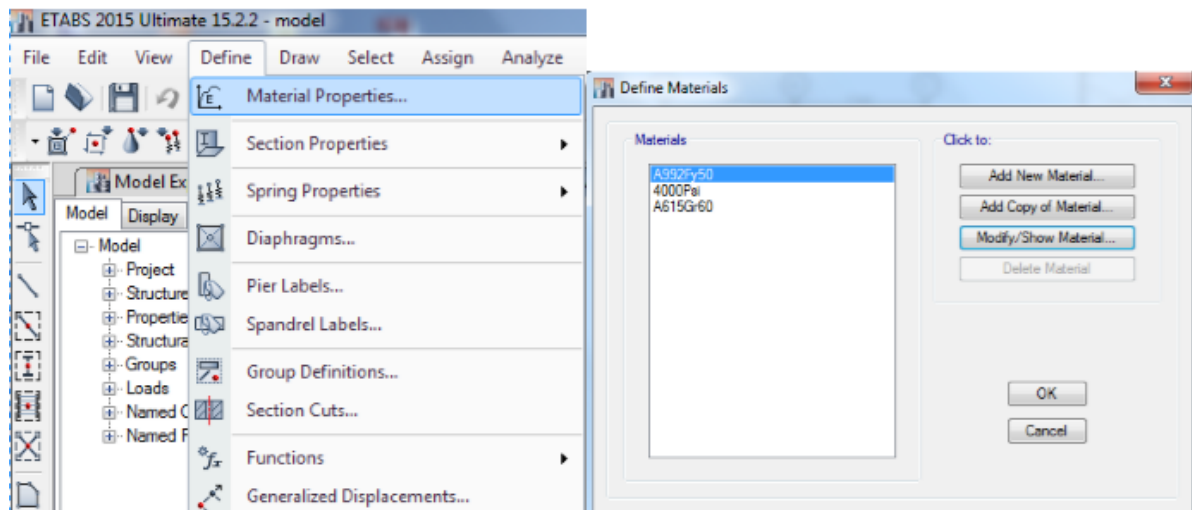 ETABS 2015 Ultimate 15.2.2 - model
File Edit View Define Draw Select Assign Analyze
Material Properties...
Section Properties
Spring Properties
Diaphragms...
Pier Labels...
Spandrel Labels...
Group Definitions...
Section Cuts...
Functions
Generalized Displacements...
Model Ex
Model Display
Model
Project
Structure
Propertie
Structura
Groups
Loads
Named C
Named F
Define Materials
Materials
A992Fy50
4000Psi
A615Gr60
Click to:
Add New Material...
Add Copy of Material...
Modify/Show Material...
Delete Material
OK
Cancel